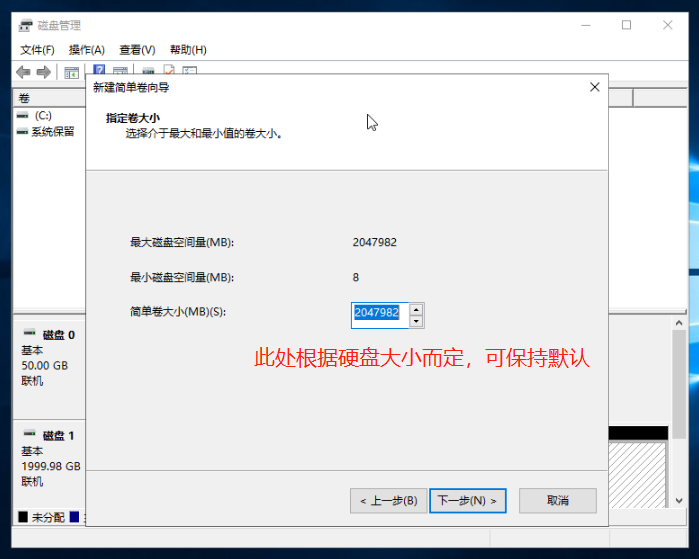 磁盘管理
文件(F) 操作(A) 查看(V) 帮助(H)
新建简单卷向导
指定卷大小
选择介于最大和最小值的卷大小。
卷
(C:)
系统保留
最大磁盘空间量(MB): 2047982
最小磁盘空间量(MB): 8
简单卷大小(MB)(S): 2047982
此处根据硬盘大小而定，可保持默认
磁盘 0
基本
50.00 GB
联机
磁盘 1
基本
1999.98 GB
联机
< 上一步(B) 下一步(N) > 取消
未分配